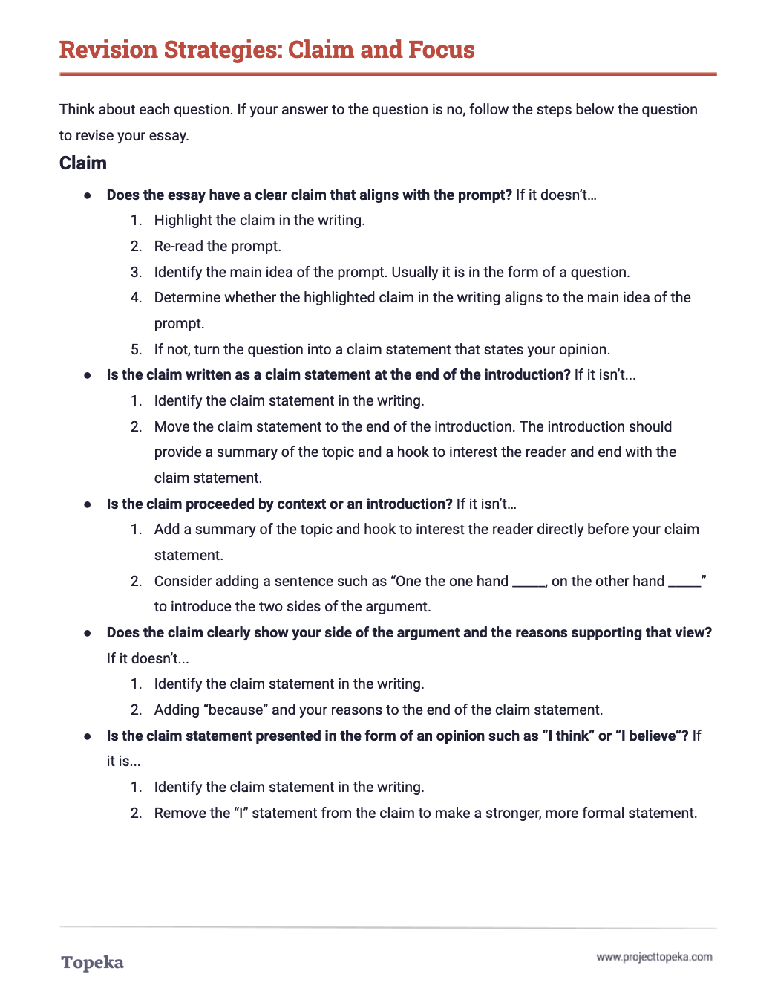 Revision Strategies: Claim and Focus
Think about each question. If your answer to the question is no, follow the steps below the question
to revise your essay.
Claim
● Does the essay have a clear claim that aligns with the prompt? If it doesn’t…
1. Highlight the claim in the writing.
2. Re-read the prompt.
3. Identify the main idea of the prompt. Usually it is in the form of a question.
4. Determine whether the highlighted claim in the writing aligns to the main idea of the
prompt.
5. If not, turn the question into a claim statement that states your opinion.
● Is the claim written as a claim statement at the end of the introduction? If it isn’t...
1. Identify the claim statement in the writing.
2. Move the claim statement to the end of the introduction. The introduction should
provide a summary of the topic and a hook to interest the reader and end with the
claim statement.
● Is the claim proceeded by context or an introduction? If it isn’t…
1. Add a summary of the topic and hook to interest the reader directly before your claim
statement.
2. Consider adding a sentence such as “One the one hand ____, on the other hand ____”
to introduce the two sides of the argument.
● Does the claim clearly show your side of the argument and the reasons supporting that view?
If it doesn’t...
1. Identify the claim statement in the writing.
2. Adding “because” and your reasons to the end of the claim statement.
● Is the claim statement presented in the form of an opinion such as “I think” or “I believe”? If
it is...
1. Identify the claim statement in the writing.
2. Remove the “I” statement from the claim to make a stronger, more formal statement.
Topeka
www.projecttopeka.com